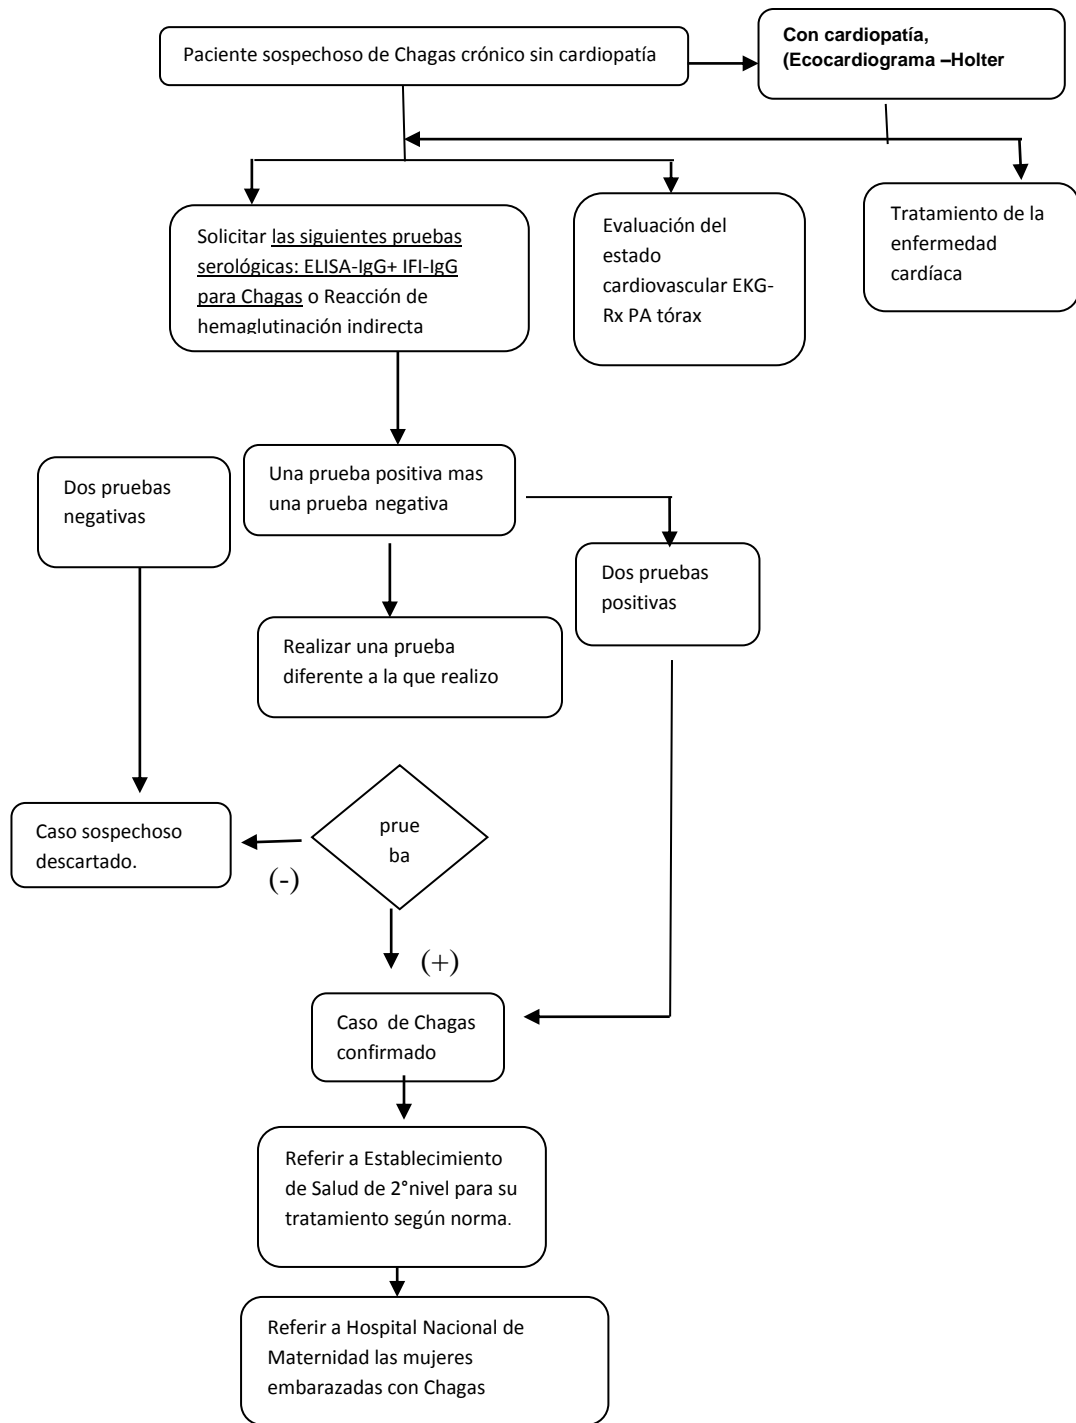 Paciente sospechoso de Chagas crónico sin cardiopatía
Con cardiopatía,
(Ecocardiograma –Holter
Solicitar las siguientes pruebas
serológicas: ELISA-IgG+ IFI-IgG
para Chagas o Reacción de
hemaglutinación indirecta
Evaluación del
estado
cardiovascular EKG-
Rx PA tórax
Tratamiento de la
enfermedad
cardíaca
Dos pruebas
negativas
Una prueba positiva mas
una prueba negativa
Dos pruebas
positivas
Realizar una prueba
diferente a la que realizo
Caso sospechoso
descartado.
(-)
prue
ba
(+)
Caso de Chagas
confirmado
Referir a Establecimiento
de Salud de 2°nivel para su
tratamiento según norma.
Referir a Hospital Nacional de
Maternidad las mujeres
embarazadas con Chagas